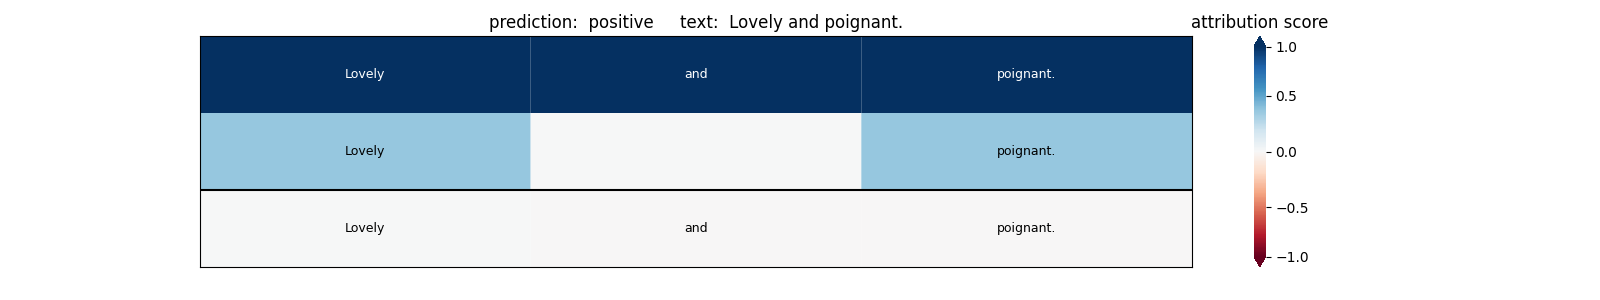 prediction:  positive     text:  Lovely and poignant.
attribution score
Lovely and poignant.
Lovely poignant.
Lovely and poignant.
1.0
0.5
0.0
−0.5
−1.0